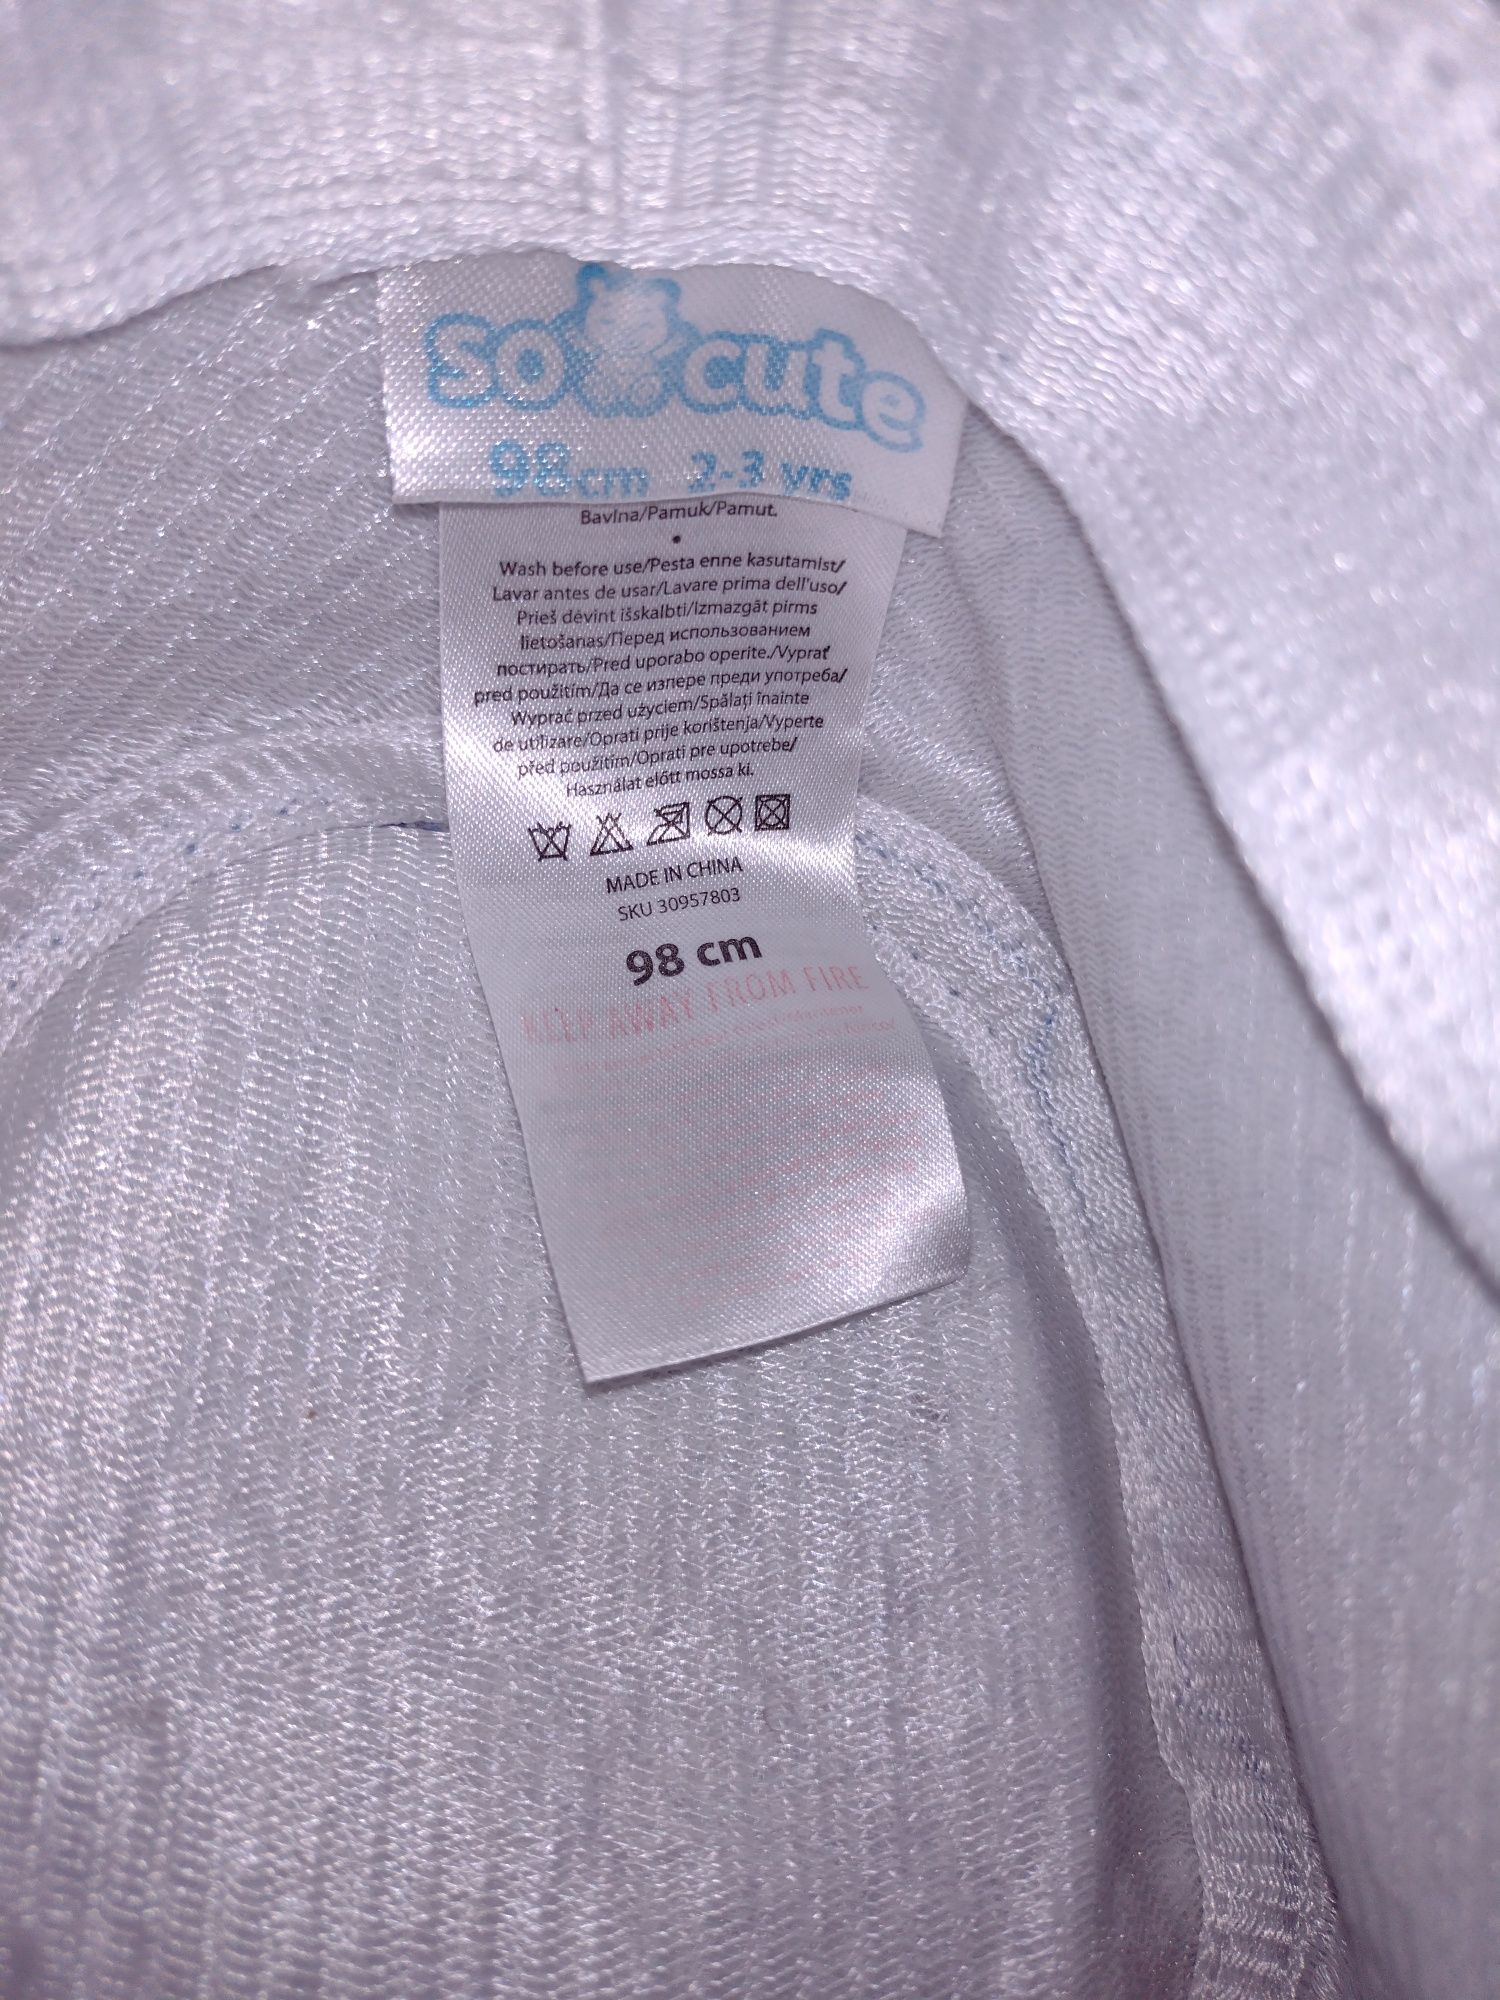 so cute
98cm 2-3 yrs
Bavlna/Pamuk/Pamut.
•
Wash before use/Pesta enne kasutamist/
Lavar antes de usar/Lavare prima dell'uso/
Prieš dėvint išskalbti/Izmazgāt pirms
lietošanas/Перед использованием
постирать/Pred uporabo operite./Vyprať
pred použitím/Да се изпере преди употреба/
Wyprać przed użyciem/Spălați înainte
de utilizare/Oprati prije korištenja/Vyperte
před použitím/Oprati pre upotrebe/
Használat előtt mossa ki.
MADE IN CHINA
SKU 30957803
98 cm
KEEP AWAY FROM FIRE